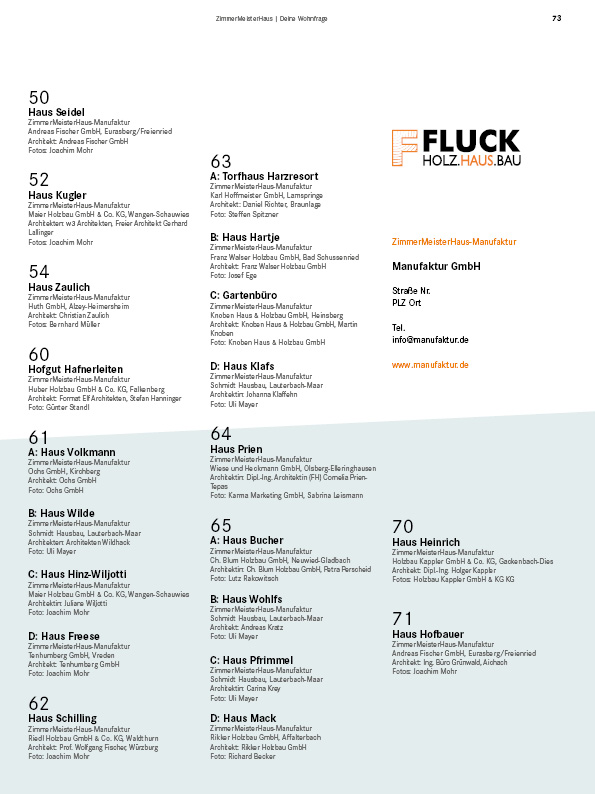 ZimmerMeisterHaus | Deine Wohnfrage
73
50
Haus Seidel
ZimmerMeisterHaus-Manufaktur
Andreas Fischer GmbH, Eurasberg/Freienried
Architekt: Andreas Fischer GmbH
Fotos: Joachim Mohr
52
Haus Kugler
ZimmerMeisterHaus-Manufaktur
Maier Holzbau GmbH & Co. KG, Wangen-Schauwies
Architekten: w3 Architekten, Freier Architekt Gerhard
Lallinger
Fotos: Joachim Mohr
54
Haus Zaulich
ZimmerMeisterHaus-Manufaktur
Huth GmbH, Alzey-Heimersheim
Architekt: Christian Zaulich
Fotos: Bernhard Müller
60
Hofgut Hafnerleiten
ZimmerMeisterHaus-Manufaktur
Huber Holzbau GmbH & Co. KG, Falkenberg
Architekt: Format Elf Architekten, Stefan Hanninger
Foto: Günter Standl
61
A: Haus Volkmann
ZimmerMeisterHaus-Manufaktur
Ochs GmbH, Kirchberg
Architekt: Ochs GmbH
Foto: Ochs GmbH
B: Haus Wilde
ZimmerMeisterHaus-Manufaktur
Schmidt Hausbau, Lauterbach-Maar
Architekten: Architekten Wildhack
Foto: Uli Mayer
C: Haus Hinz-Wiljotti
ZimmerMeisterHaus-Manufaktur
Maier Holzbau GmbH & Co. KG, Wangen-Schauwies
Architektin: Juliane Wiljotti
Foto: Joachim Mohr
D: Haus Freese
ZimmerMeisterHaus-Manufaktur
Tenhumberg GmbH, Vreden
Architekt: Tenhumberg GmbH
Foto: Joachim Mohr
62
Haus Schilling
ZimmerMeisterHaus-Manufaktur
Riedl Holzbau GmbH & Co. KG, Waldthurn
Architekt: Prof. Wolfgang Fischer, Würzburg
Foto: Joachim Mohr
63
A: Torfhaus Harzresort
ZimmerMeisterHaus-Manufaktur
Karl Hoffmeister GmbH, Lamspringe
Architekt: Daniel Richter, Braunlage
Foto: Steffen Spitzner
B: Haus Hartje
ZimmerMeisterHaus-Manufaktur
Franz Walser Holzbau GmbH, Bad Schussenried
Architekt: Franz Walser Holzbau GmbH
Foto: Josef Ege
C: Gartenbüro
ZimmerMeisterHaus-Manufaktur
Knoben Haus & Holzbau GmbH, Heinsberg
Architekt: Knoben Haus & Holzbau GmbH, Martin
Knoben
Foto: Knoben Haus & Holzbau GmbH
D: Haus Klafs
ZimmerMeisterHaus-Manufaktur
Schmidt Hausbau, Lauterbach-Maar
Architektin: Johanna Klaffehn
Foto: Uli Mayer
64
Haus Prien
ZimmerMeisterHaus-Manufaktur
Wiese und Heckmann GmbH, Olsberg-Elleringhausen
Architektin: Dipl.-Ing. Architektin (FH) Cornelia Prien-
Tepas
Foto: Karma Marketing GmbH, Sabrina Leismann
65
A: Haus Bucher
ZimmerMeisterHaus-Manufaktur
Ch. Blum Holzbau GmbH, Neuwied-Gladbach
Architektin: Ch. Blum Holzbau GmbH, Petra Perscheid
Foto: Lutz Rakowitsch
B: Haus Wohlfs
ZimmerMeisterHaus-Manufaktur
Schmidt Hausbau, Lauterbach-Maar
Architekt: Andreas Kratz
Foto: Uli Mayer
C: Haus Pfrimmel
ZimmerMeisterHaus-Manufaktur
Schmidt Hausbau, Lauterbach-Maar
Architektin: Carina Krey
Foto: Uli Mayer
D: Haus Mack
ZimmerMeisterHaus-Manufaktur
Rikker Holzbau GmbH, Affalterbach
Architekt: Rikker Holzbau GmbH
Foto: Richard Becker
F FLUCK
HOLZ.HAUS.BAU
ZimmerMeisterHaus-Manufaktur
Manufaktur GmbH
Straße Nr.
PLZ Ort
Tel.
info@manufaktur.de
www.manufaktur.de
70
Haus Heinrich
ZimmerMeisterHaus-Manufaktur
Holzbau Kappler GmbH & Co. KG, Gackenbach-Dies
Architekt: Dipl.-Ing. Holger Kappler
Fotos: Holzbau Kappler GmbH & KG KG
71
Haus Hofbauer
ZimmerMeisterHaus-Manufaktur
Andreas Fischer GmbH, Eurasberg/Freienried
Architekt: Ing. Büro Grünwald, Aichach
Fotos: Joachim Mohr